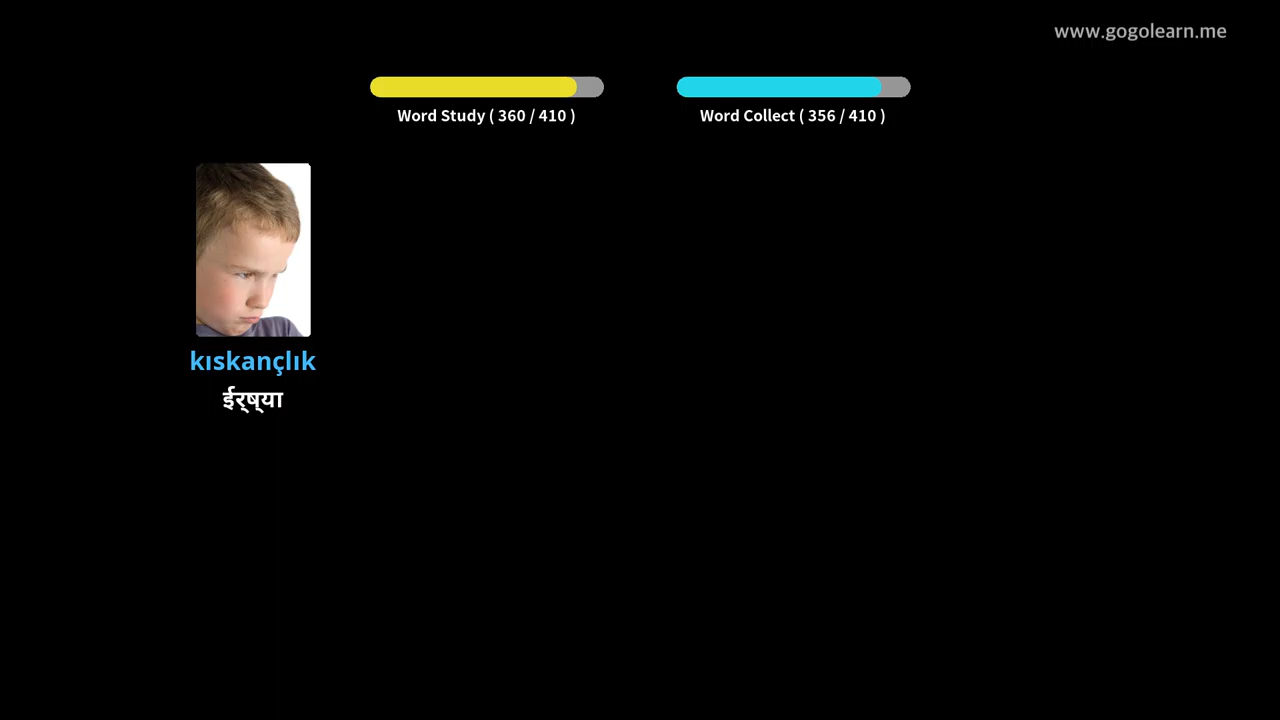 www.gogolearn.me
Word Study ( 360 / 410 )
Word Collect ( 356 / 410 )
kıskançlık
ईर्ष्या